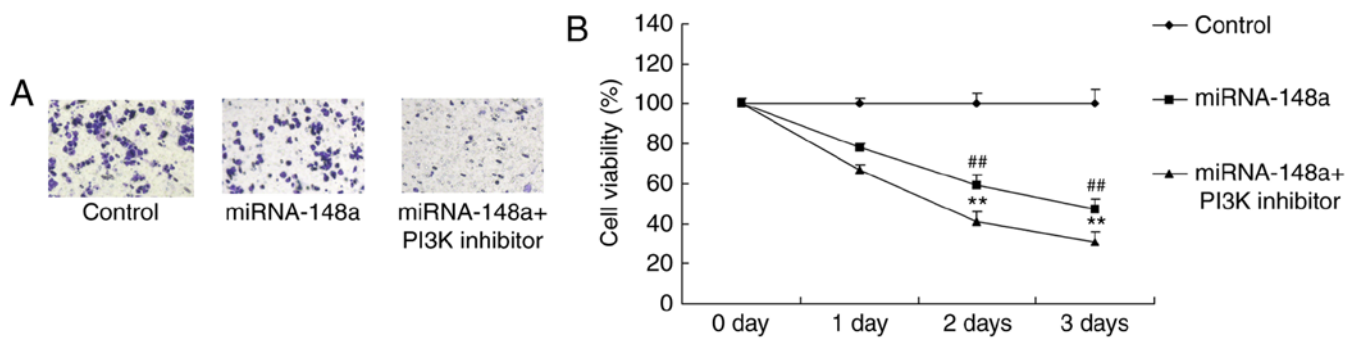 A
Control
miRNA-148a
miRNA-148a+
PI3K inhibitor
B
Cell viability (%)
140
120
100
80
60
40
20
0
0 day
1 day
2 days
3 days
##
**
##
**
Control
miRNA-148a
miRNA-148a+
PI3K inhibitor